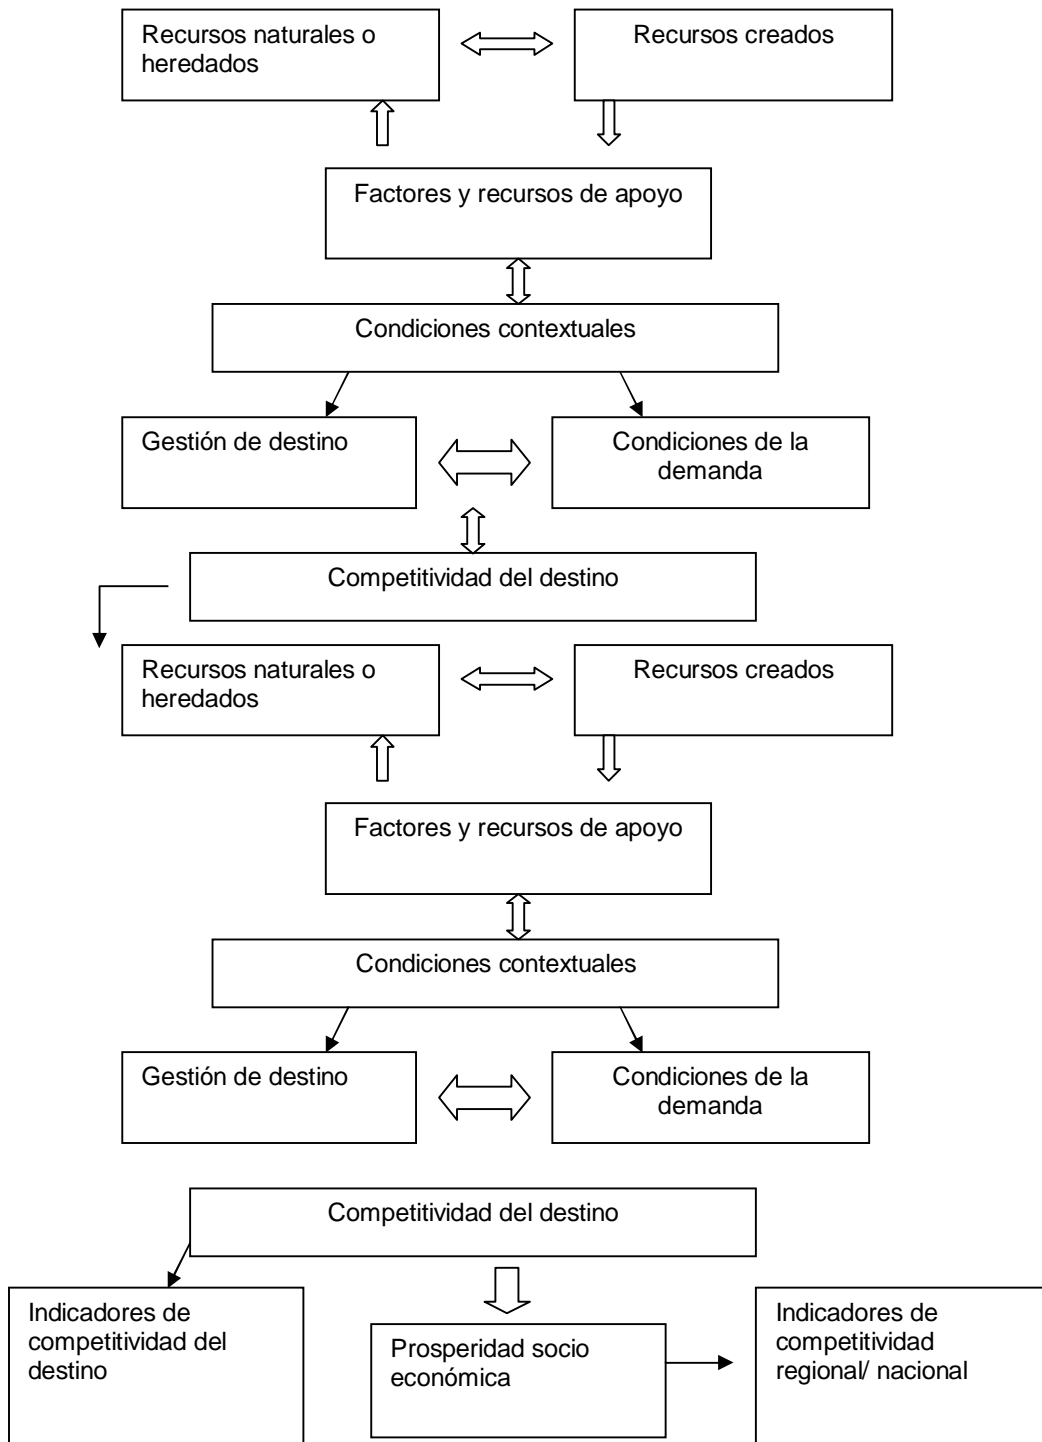 Recursos naturales o
heredados
Recursos creados
Factores y recursos de apoyo
Condiciones contextuales
Gestión de destino
Condiciones de la
demanda
Competitividad del destino
Recursos naturales o
heredados
Recursos creados
Factores y recursos de apoyo
Condiciones contextuales
Gestión de destino
Condiciones de la
demanda
Competitividad del destino
Indicadores de
competitividad del
destino
Prosperidad socio
económica
Indicadores de
competitividad
regional/ nacional